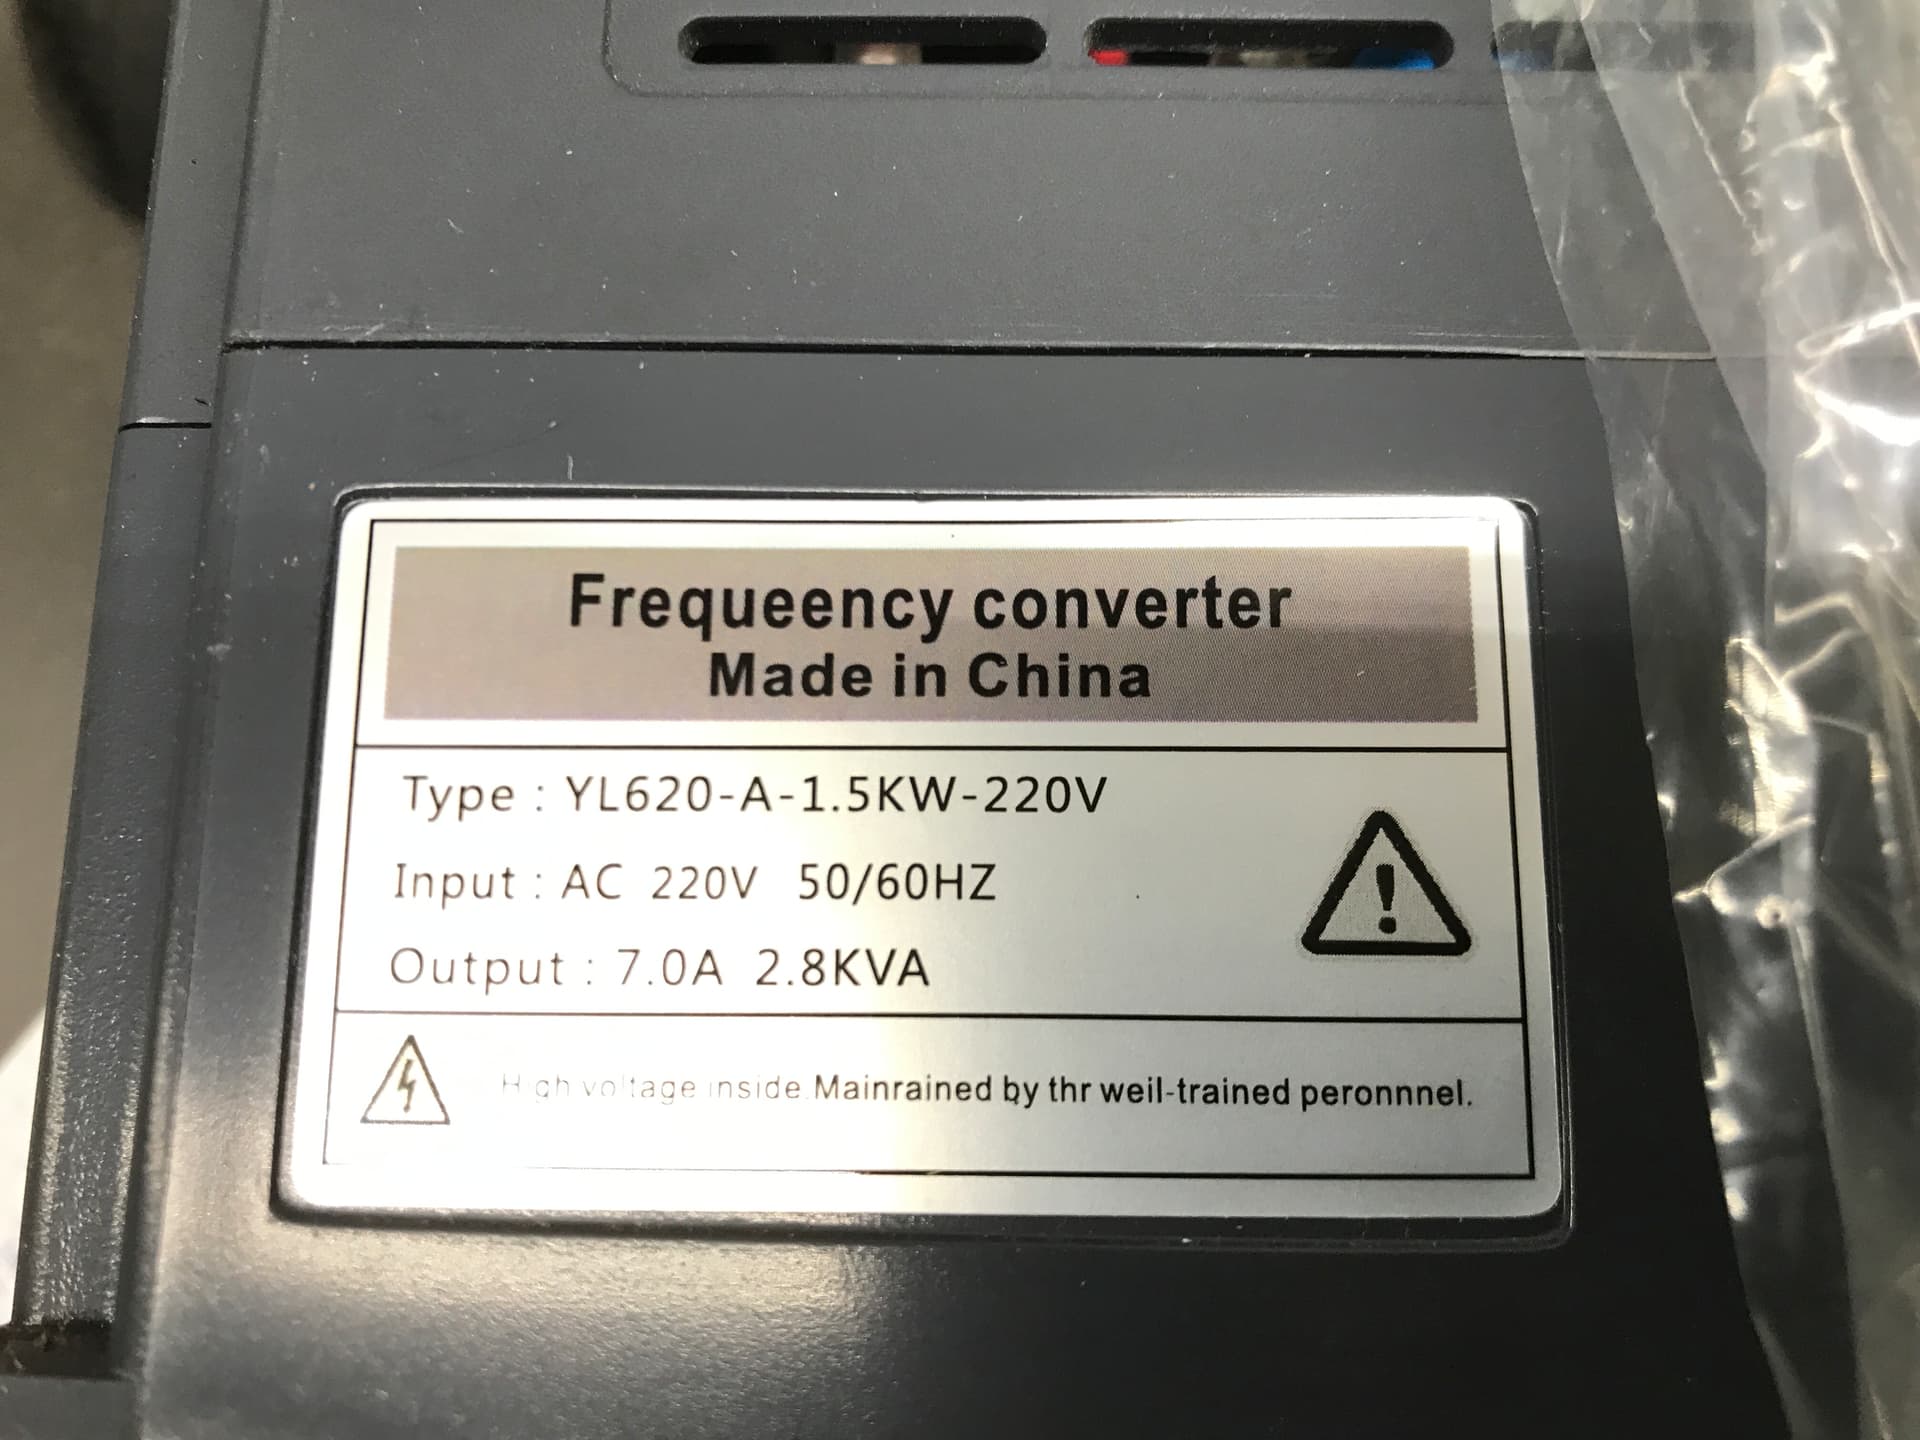 Frequeency converter
Made in China
Type : YL620-A-1.5KW-220V
Input : AC 220V 50/60HZ
Output : 7.0A 2.8KVA
High voltage inside.Mainrained by thr weil-trained peronnnel.